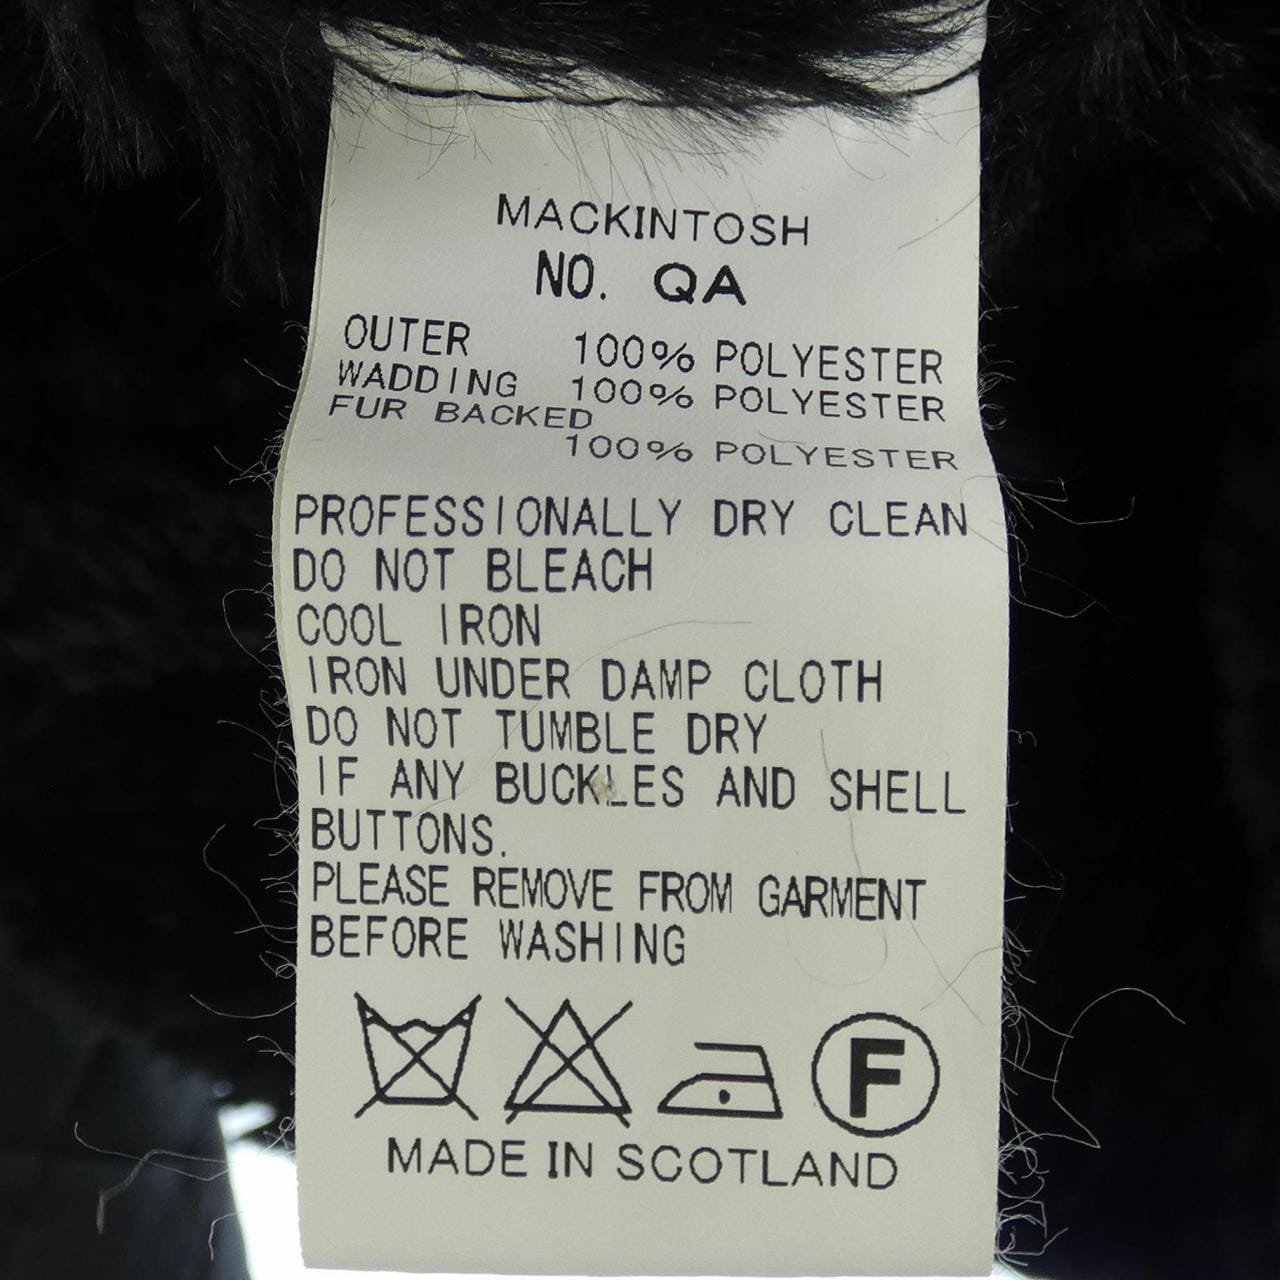 MACKINTOSH
NO. QA
OUTER 100% POLYESTER
WADDING 100% POLYESTER
FUR BACKED
100% POLYESTER
PROFESSIONALLY DRY CLEAN
DO NOT BLEACH
COOL IRON
IRON UNDER DAMP CLOTH
DO NOT TUMBLE DRY
IF ANY BUCKLES AND SHELL
BUTTONS.
PLEASE REMOVE FROM GARMENT
BEFORE WASHING
F
MADE IN SCOTLAND